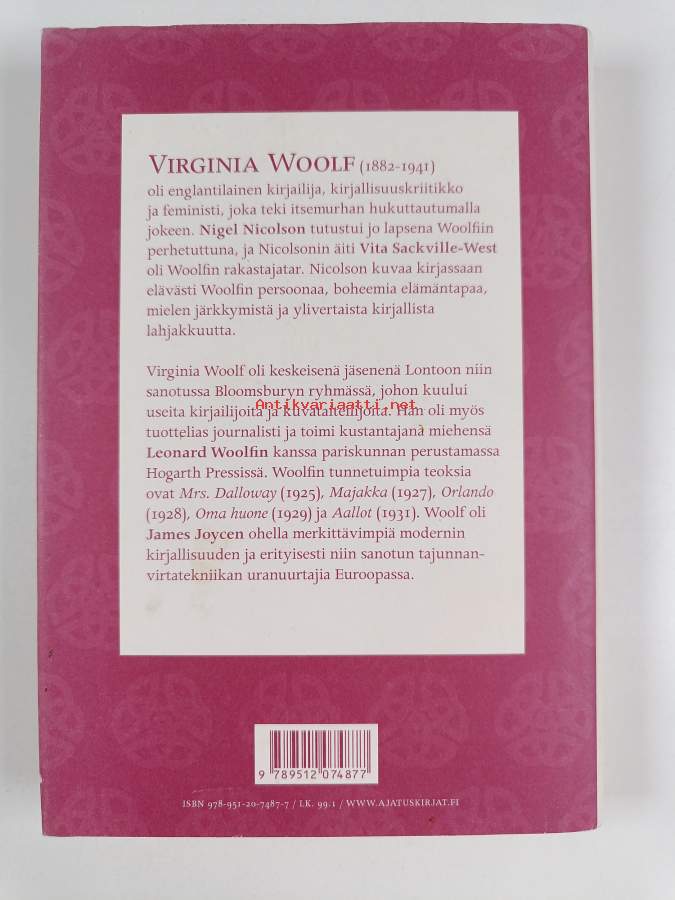 VIRGINIA WOOLF (1882-1941)
oli englantilainen kirjailija, kirjallisuuskriitikko
ja feministi, joka teki itsemurhan hukuttautumalla
jokeen. Nigel Nicolson tutustui jo lapsena Woolfiin
perhetuttuna, ja Nicolsonin äiti Vita Sackville-West
oli Woolfin rakastajatar. Nicolson kuvaa kirjassaan
elävästi Woolfin persoonaa, boheemia elämäntapaa,
mielen järkkymistä ja ylivertaista kirjallista
lahjakkuutta.
Virginia Woolf oli keskeisenä jäsenenä Lontoon niin
sanotussa Bloomsburyn ryhmässä, johon kuului
Antikvariaatti.net
useita kirjailijoita ja kuvataiteilijoita. Hän oli myös
tuottelias journalisti ja toimi kustantajana miehensä
Leonard Woolfin kanssa pariskunnan perustamassa
Hogarth Pressissä. Woolfin tunnetuimpia teoksia
ovat Mrs. Dalloway (1925), Majakka (1927), Orlando
(1928), Oma huone (1929) ja Aallot (1931). Woolf oli
James Joycen ohella merkittävimpiä modernin
kirjallisuuden ja erityisesti niin sanotun tajunnan-
virtatekniikan uranuurtajia Euroopassa.
9 789512 074877
ISBN 978-951-20-7487-7 / LK. 99.1 / WWW.AJATUSKIRJAT.FI